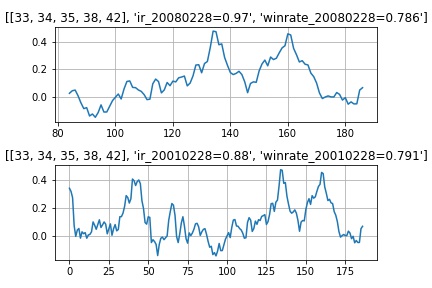 [[33, 34, 35, 38, 42], 'ir_20080228=0.97', 'winrate_20080228=0.786']
0.4
0.2
0.0
80 100 120 140 160 180
[[33, 34, 35, 38, 42], 'ir_20010228=0.88', 'winrate_20010228=0.791']
0.4
0.2
0.0
0 25 50 75 100 125 150 175